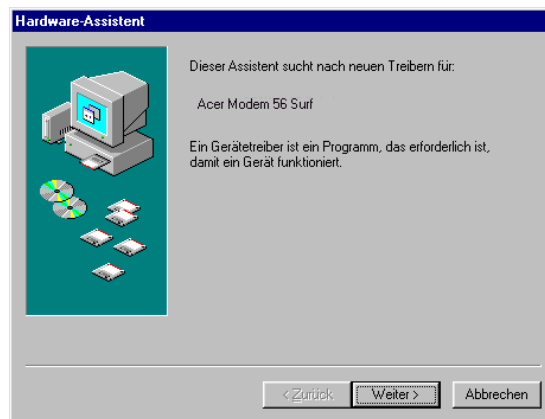 Hardware-Assistent
Dieser Assistent sucht nach neuen Treibern für:
Acer Modem 56 Surf
Ein Gerätetreiber ist ein Programm, das erforderlich ist,
damit ein Gerät funktioniert.
< Zurück Weiter > Abbrechen